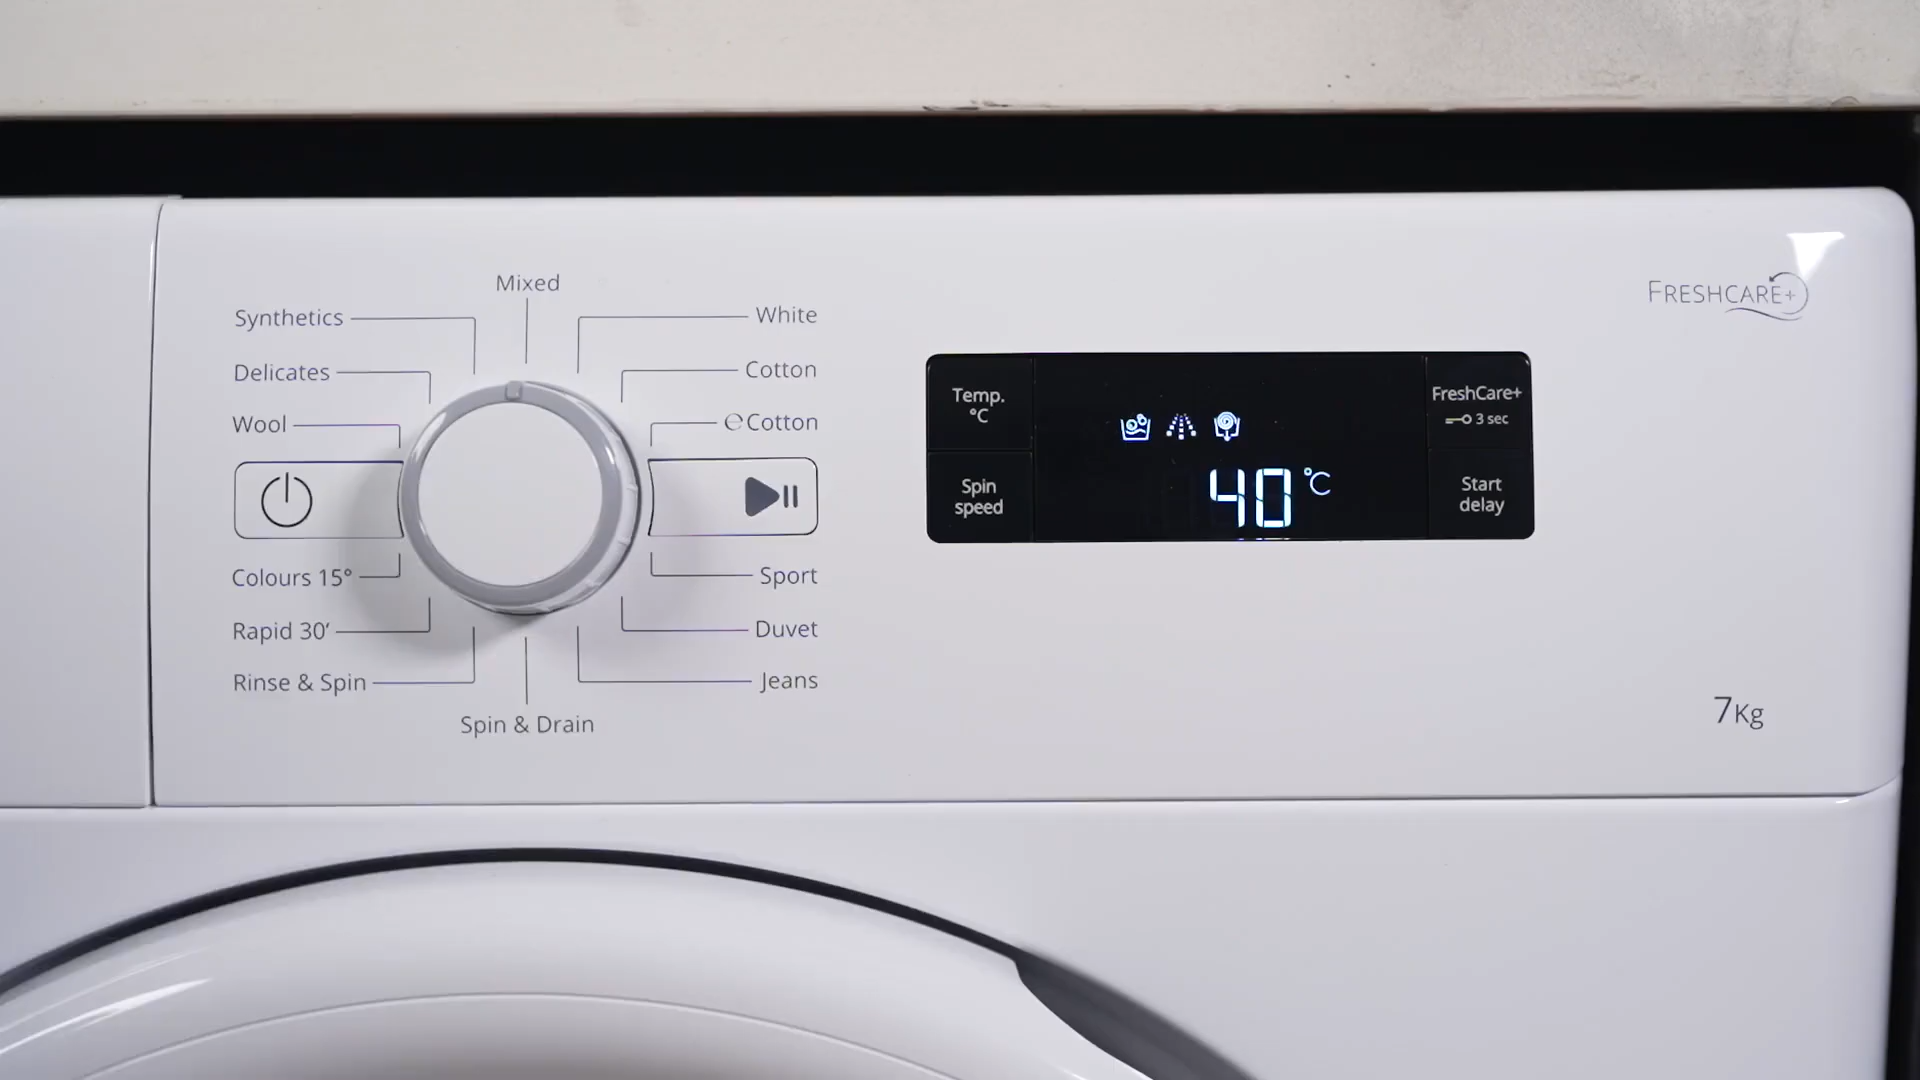 Mixed
Synthetics
White
Delicates
Cotton
Wool
℮Cotton
Colours 15°
Sport
Rapid 30′
Duvet
Rinse & Spin
Jeans
Spin & Drain
Temp.
°C
Spin
speed
40 °C
FreshCare+
3 sec
Start
delay
FRESHCARE+
7Kg